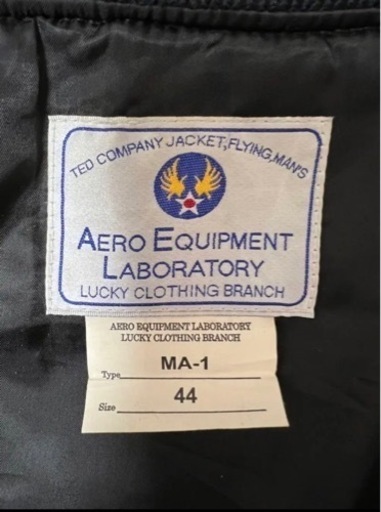 TED COMPANY JACKET,FLYING,MAN'S
AERO EQUIPMENT
LABORATORY
LUCKY CLOTHING BRANCH
AERO EQUIPMENT LABORATORY
LUCKY CLOTHING BRANCH
Type MA-1
Size 44